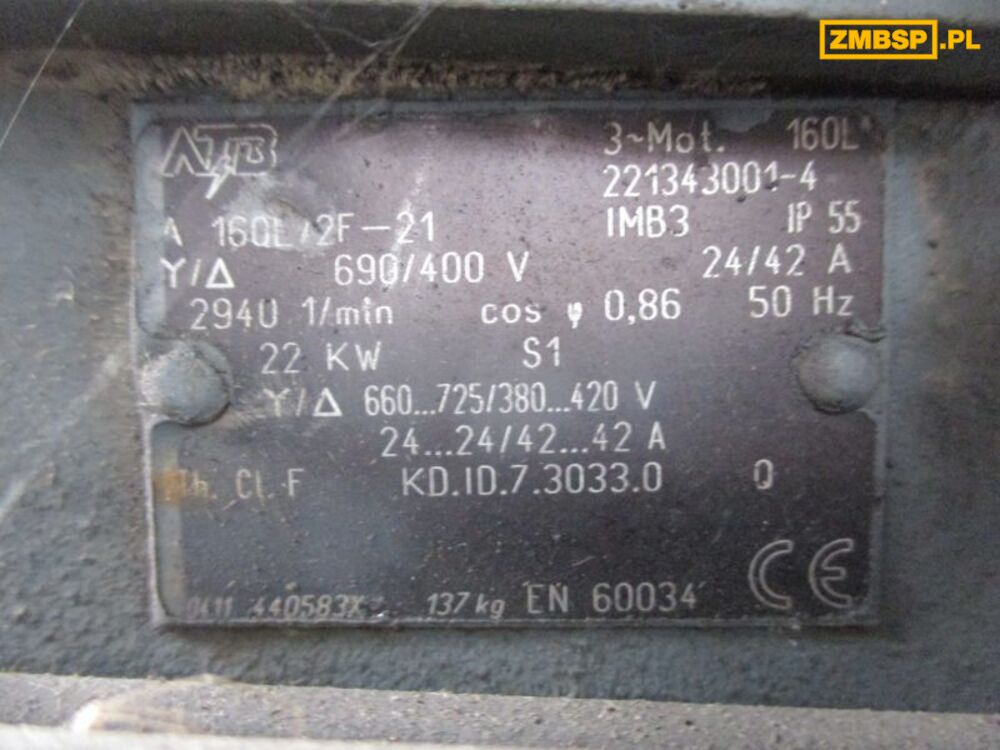 ZMBSP.PL
ATB 3~Mot. 160L
221343001-4
A 160L/2F-21 IMB3 IP 55
Y/Δ 690/400 V 24/42 A
2940 1/min cos φ 0,86 50 Hz
22 KW S1
Y/Δ 660...725/380...420 V
24...24/42...42 A
Th. Cl. F KD.ID.7.3033.0 Q
CE
0411 440583X 137 kg EN 60034